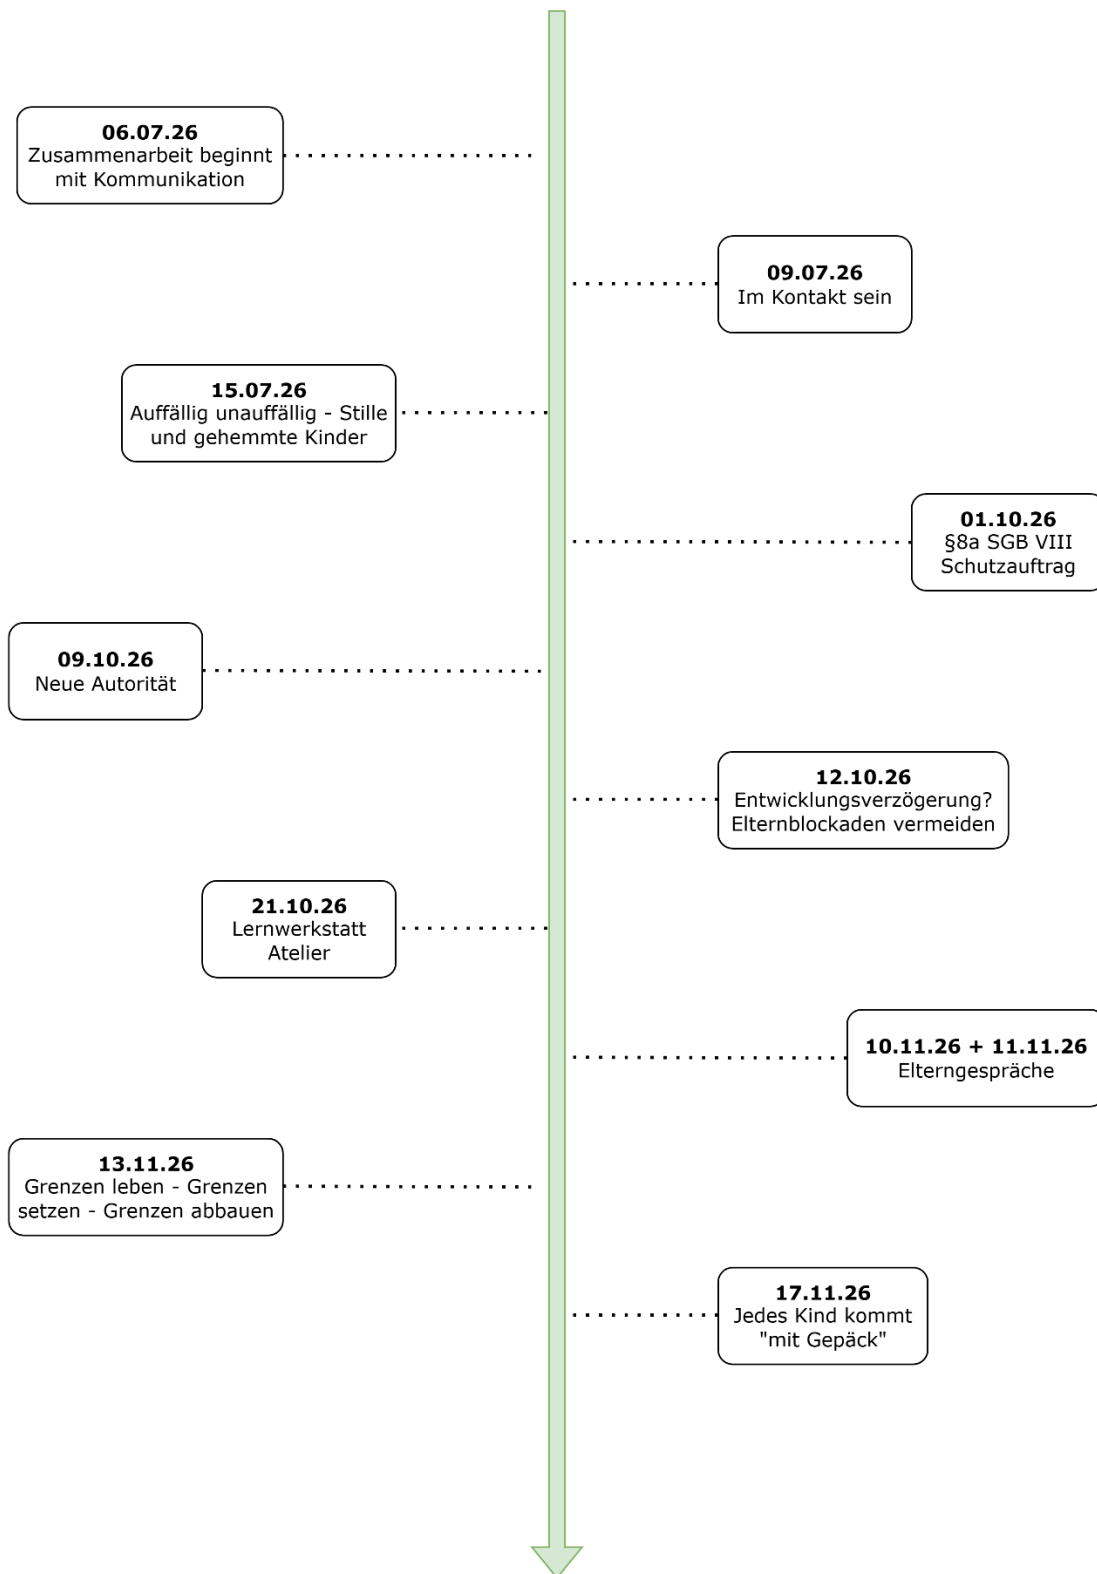 06.07.26
Zusammenarbeit beginnt
mit Kommunikation
09.07.26
Im Kontakt sein
15.07.26
Auffällig unauffällig - Stille
und gehemmte Kinder
01.10.26
§8a SGB VIII
Schutzauftrag
09.10.26
Neue Autorität
12.10.26
Entwicklungsverzögerung?
Elternblockaden vermeiden
21.10.26
Lernwerkstatt
Atelier
10.11.26 + 11.11.26
Elterngespräche
13.11.26
Grenzen leben - Grenzen
setzen - Grenzen abbauen
17.11.26
Jedes Kind kommt
"mit Gepäck"